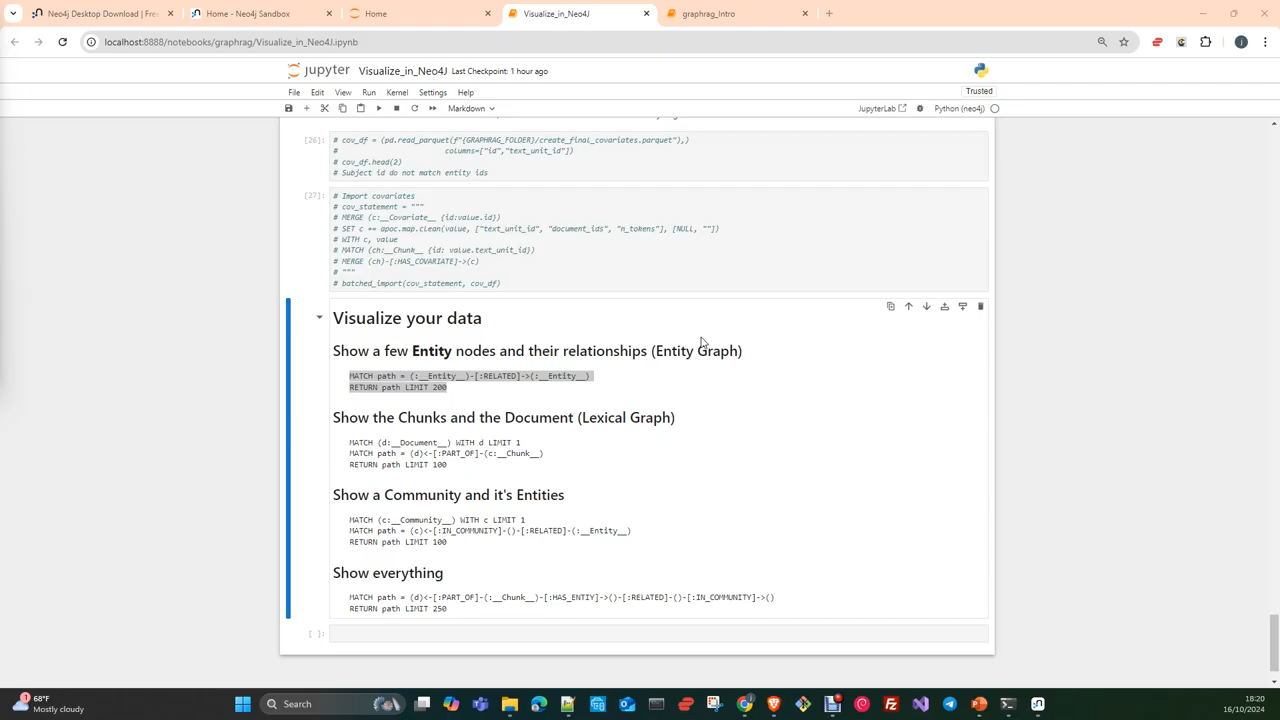 Neo4j Desktop Download | Free
Home - Neo4j Sandbox
Home
Visualize_in_Neo4J
graphrag_Intro
localhost:8888/notebooks/graphrag/Visualize_in_Neo4J.ipynb
jupyter Visualize_in_Neo4J Last Checkpoint: 1 hour ago
File Edit View Run Kernel Settings Help
Trusted
Markdown
JupyterLab
Python (neo4j)
[26]:
# cov_df = (pd.read_parquet(f"{GRAPHRAG_FOLDER}/create_final_covariates.parquet"),)
# columns=["id","text_unit_id"])
# cov_df.head(2)
# Subject id do not match entity ids
[27]:
# Import covariates
# cov_statement = """
# MERGE (c:__Covariate__ {id:value.id})
# SET c += apoc.map.clean(value, ["text_unit_id", "document_ids", "n_tokens"], [NULL, ""])
# WITH c, value
# MATCH (ch:__Chunk__ {id: value.text_unit_id})
# MERGE (ch)-[:HAS_COVARIATE]->(c)
# """
# batched_import(cov_statement, cov_df)
Visualize your data
Show a few Entity nodes and their relationships (Entity Graph)
MATCH path = (:__Entity__)-[:RELATED]->(:__Entity__)
RETURN path LIMIT 200
Show the Chunks and the Document (Lexical Graph)
MATCH (d:__Document__) WITH d LIMIT 1
MATCH path = (d)<-[:PART_OF]-(c:__Chunk__)
RETURN path LIMIT 100
Show a Community and it's Entities
MATCH (c:__Community__) WITH c LIMIT 1
MATCH path = (c)<-[:IN_COMMUNITY]-()-[:RELATED]-(:__Entity__)
RETURN path LIMIT 100
Show everything
MATCH path = (d)<-[:PART_OF]-(:__Chunk__)-[:HAS_ENTIY]->()-[:RELATED]-()-[:IN_COMMUNITY]->()
RETURN path LIMIT 250
[ ]:
68°F
Mostly cloudy
Search
18:20
16/10/2024